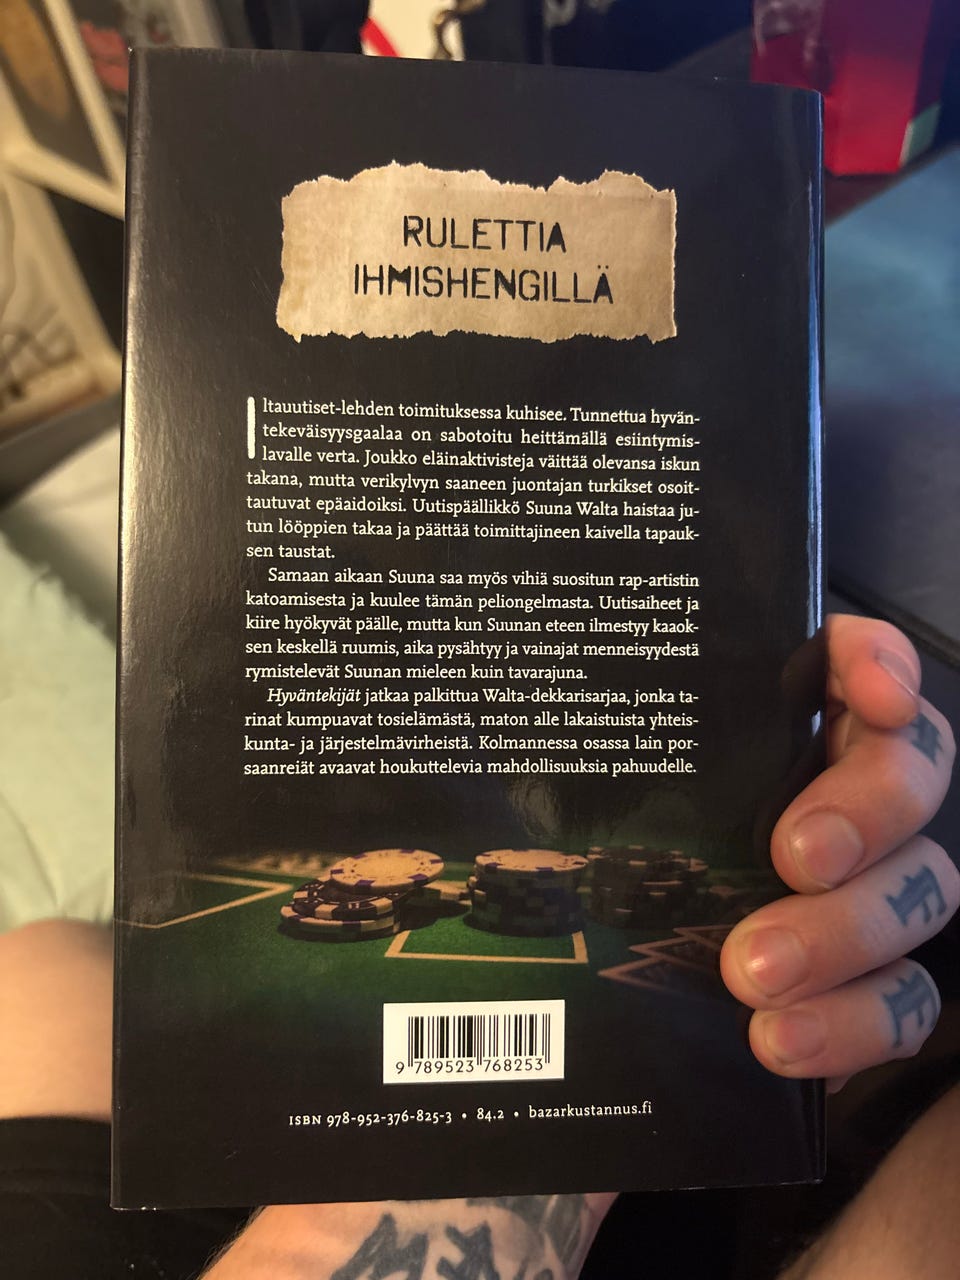 RULETTIA
IHMISHENGILLÄ
Iltauutiset-lehden toimituksessa kuhisee. Tunnettua hyvän-
tekeväisyysgaalaa on sabotoitu heittämällä esiintymis-
lavalle verta. Joukko eläinaktivisteja väittää olevansa iskun
takana, mutta verikylvyn saaneen juontajan turkikset osoit-
tautuvat epäaidoiksi. Uutispäällikkö Suuna Walta haistaa ju-
tun lööppien takaa ja päättää toimittajineen kaivella tapauk-
sen taustat.
Samaan aikaan Suuna saa myös vihiä suositun rap-artistin
katoamisesta ja kuulee tämän peliongelmasta. Uutisaiheet ja
kiire hyökyvät päälle, mutta kun Suunan eteen ilmestyy kaaok-
sen keskellä ruumis, aika pysähtyy ja vainajat menneisyydestä
rymistelevät Suunan mieleen kuin tavarajuna.
Hyväntekijät jatkaa palkittua Walta-dekkarisarjaa, jonka ta-
rinat kumpuavat tosielämästä, maton alle lakaistuista yhteis-
kunta- ja järjestelmävirheistä. Kolmannessa osassa lain por-
saanreiät avaavat houkuttelevia mahdollisuuksia pahuudelle.
9 789523 768253
ISBN 978-952-376-825-3 • 84.2 • bazarkustannus.fi